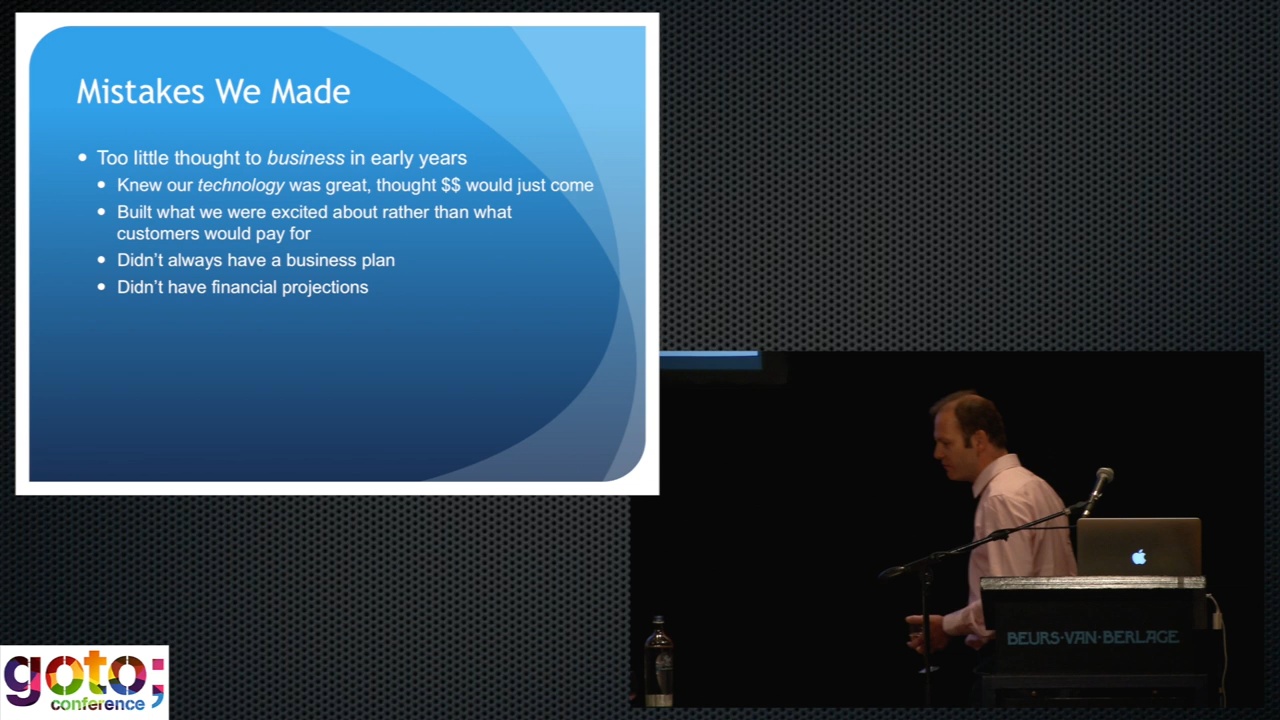 Mistakes We Made
• Too little thought to business in early years
• Knew our technology was great, thought $$ would just come
• Built what we were excited about rather than what
customers would pay for
• Didn't always have a business plan
• Didn't have financial projections
BEURS·VAN·BERLAGE
goto;
conference